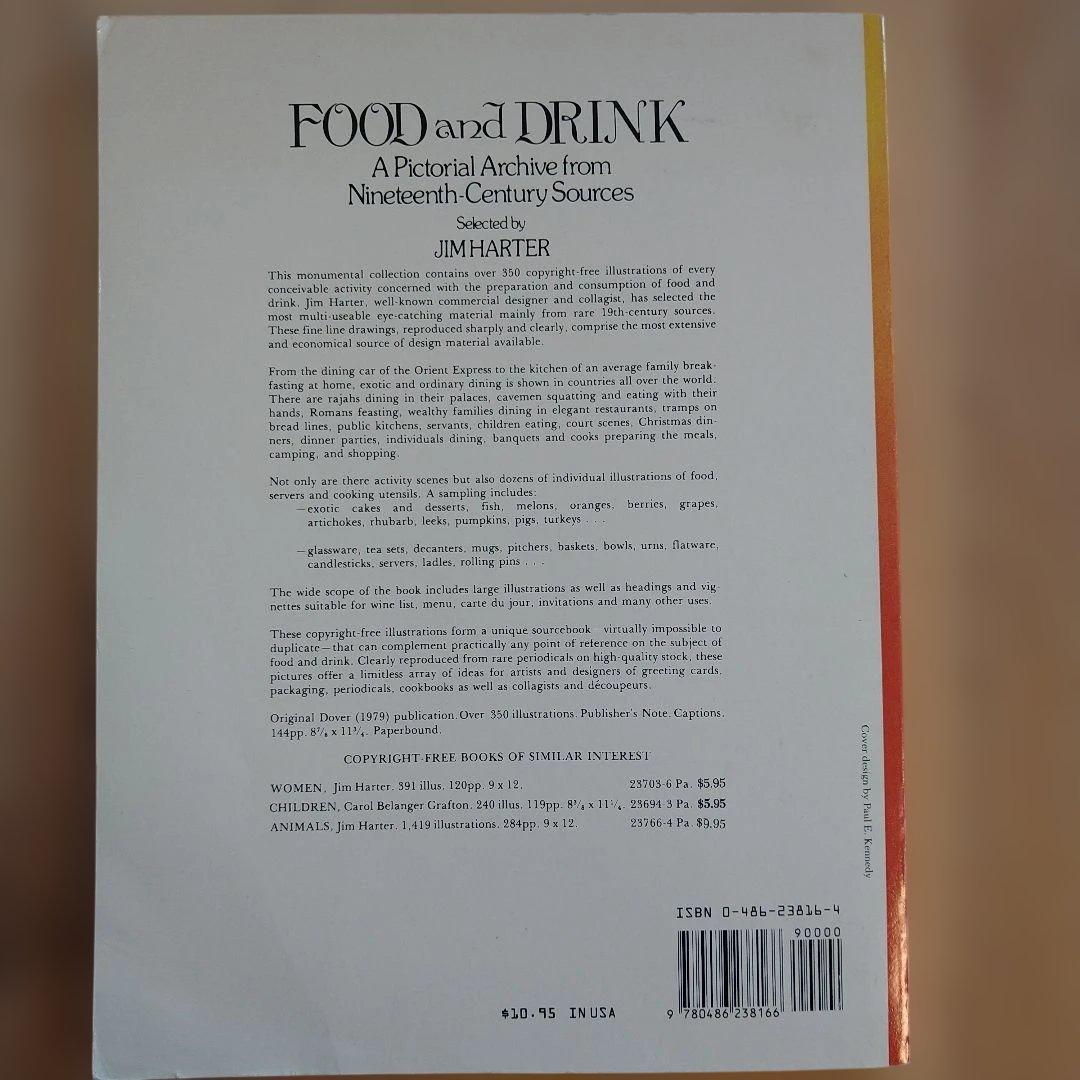 FOOD and DRINK
A Pictorial Archive from
Nineteenth-Century Sources
Selected by
JIM HARTER
This monumental collection contains over 350 copyright-free illustrations of every
conceivable activity concerned with the preparation and consumption of food and
drink. Jim Harter, well-known commercial designer and collagist, has selected the
most multi-useable eye-catching material mainly from rare 19th-century sources.
These fine line drawings, reproduced sharply and clearly, comprise the most extensive
and economical source of design material available.
From the dining car of the Orient Express to the kitchen of an average family break-
fasting at home, exotic and ordinary dining is shown in countries all over the world.
There are rajahs dining in their palaces, cavemen squatting and eating with their
hands, Romans feasting, wealthy families dining in elegant restaurants, tramps on
bread lines, public kitchens, servants, children eating, court scenes, Christmas din-
ners, dinner parties, individuals dining, banquets and cooks preparing the meals,
camping, and shopping.
Not only are there activity scenes but also dozens of individual illustrations of food,
servers and cooking utensils. A sampling includes:
—exotic cakes and desserts, fish, melons, oranges, berries, grapes,
artichokes, rhubarb, leeks, pumpkins, pigs, turkeys . . .
—glassware, tea sets, decanters, mugs, pitchers, baskets, bowls, urns, flatware,
candlesticks, servers, ladles, rolling pins . . .
The wide scope of the book includes large illustrations as well as headings and vig-
nettes suitable for wine list, menu, carte du jour, invitations and many other uses.
These copyright-free illustrations form a unique sourcebook virtually impossible to
duplicate—that can complement practically any point of reference on the subject of
food and drink. Clearly reproduced from rare periodicals on high-quality stock, these
pictures offer a limitless array of ideas for artists and designers of greeting cards,
packaging, periodicals, cookbooks as well as collagists and découpeurs.
Original Dover (1979) publication. Over 350 illustrations. Publisher's Note. Captions.
144pp. 8⅞ x 11¾. Paperbound.
COPYRIGHT-FREE BOOKS OF SIMILAR INTEREST
WOMEN, Jim Harter. 391 illus. 120pp. 9 x 12. 23703-6 Pa. $5.95
CHILDREN, Carol Belanger Grafton. 240 illus. 119pp. 8⅜ x 11¼. 23694-3 Pa. $5.95
ANIMALS, Jim Harter. 1,419 illustrations. 284pp. 9 x 12. 23766-4 Pa. $9.95
Cover design by Paul E. Kennedy
ISBN 0-486-23816-4
90000
9 780486 238166
$10.95 IN USA